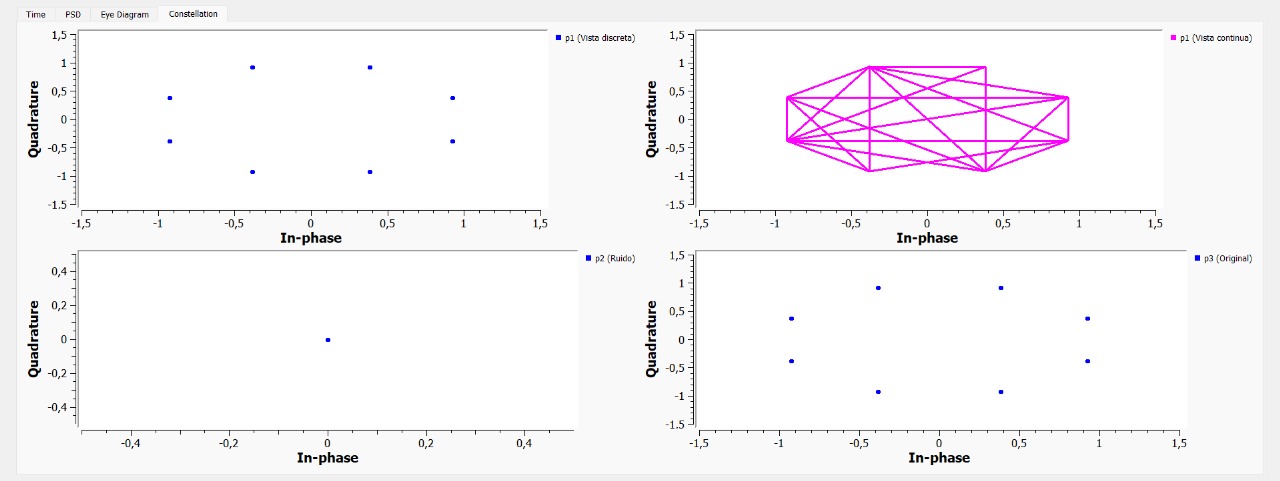 Time PSD Eye Diagram Constellation
1,5
1
0,5
0
-0,5
-1
-1.5
Quadrature
-1,5 -1 -0,5 0 0,5 1 1,5
In-phase
p1 (Vista discreta)
1,5
1
0,5
0
-0,5
-1
-1.5
Quadrature
-1,5 -1 -0,5 0 0,5 1 1,5
In-phase
p1 (Vista continua)
0,4
0,2
0
-0,2
-0,4
Quadrature
-0,4 -0,2 0 0,2 0,4
In-phase
p2 (Ruido)
1,5
1
0,5
0
-0,5
-1
-1.5
Quadrature
-1,5 -1 -0,5 0 0,5 1 1,5
In-phase
p3 (Original)